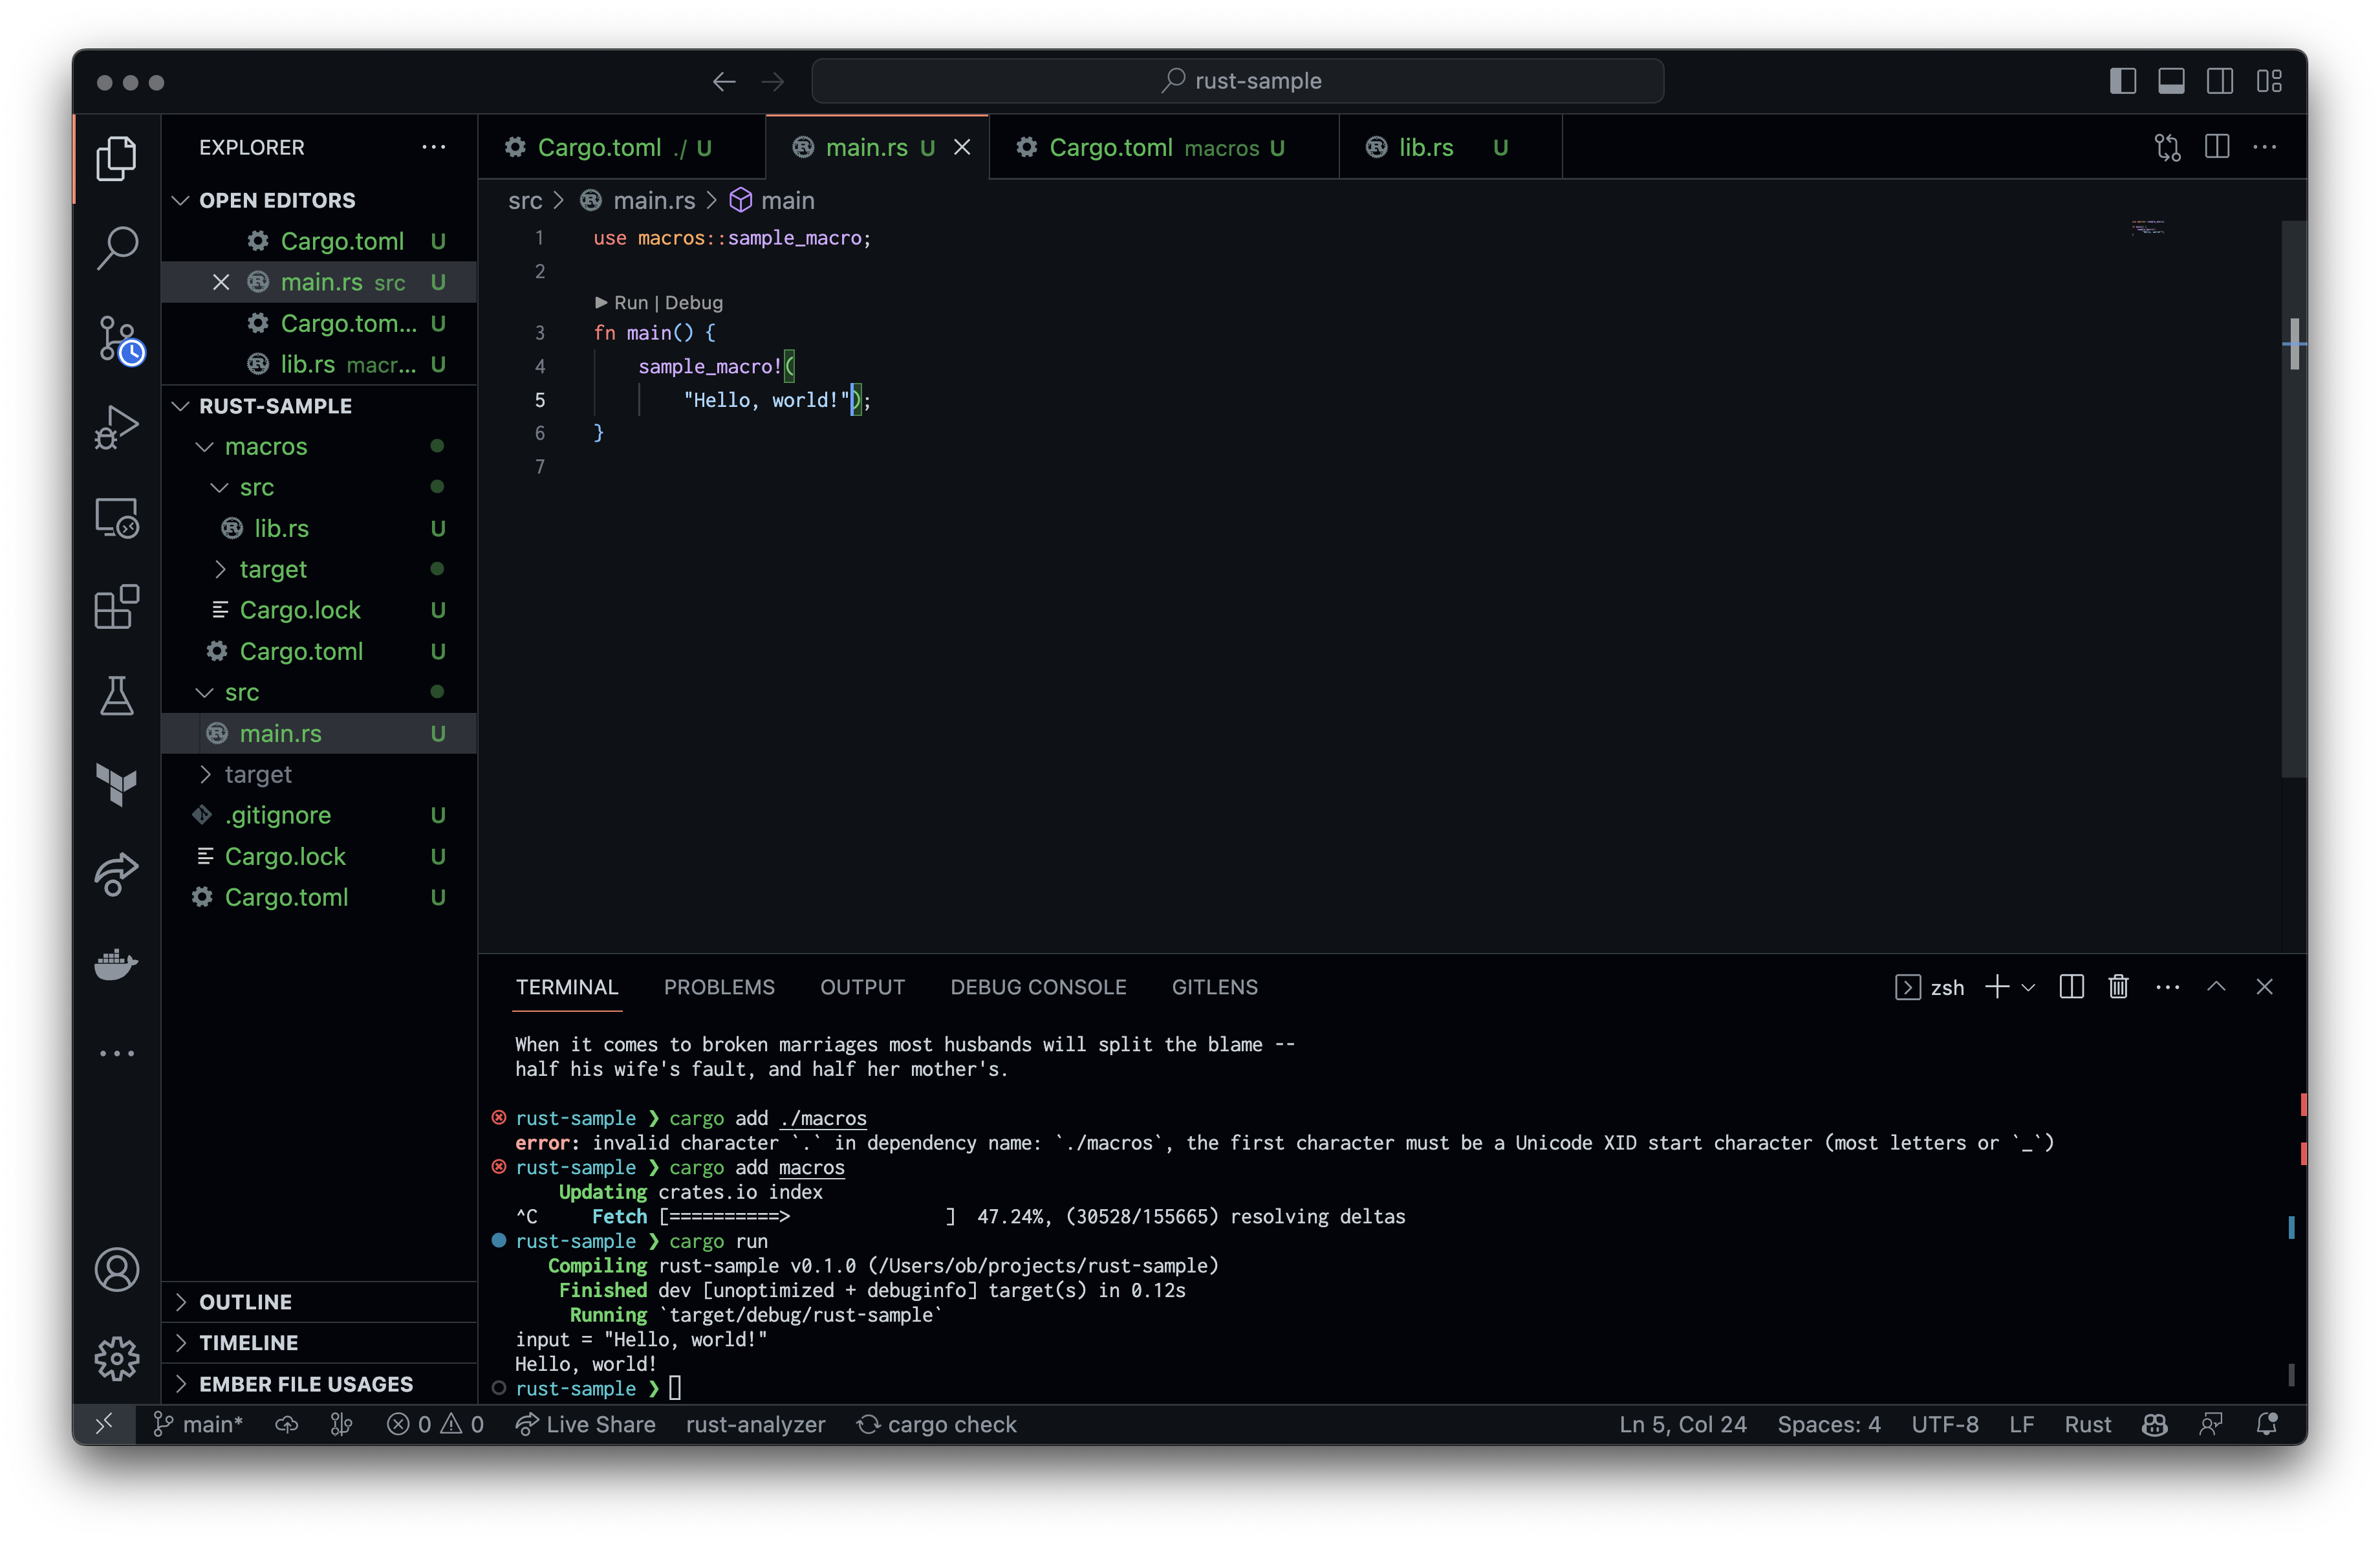 rust-sample
EXPLORER
OPEN EDITORS
Cargo.toml U
main.rs src U
Cargo.tom... U
lib.rs macr... U
RUST-SAMPLE
macros
src
lib.rs U
target
Cargo.lock U
Cargo.toml U
src
main.rs U
target
.gitignore U
Cargo.lock U
Cargo.toml U
OUTLINE
TIMELINE
EMBER FILE USAGES
Cargo.toml ./ U main.rs U Cargo.toml macros U lib.rs U
src > main.rs > main
1 use macros::sample_macro;
2
Run | Debug
3 fn main() {
4 sample_macro!(
5 "Hello, world!");
6 }
7
TERMINAL PROBLEMS OUTPUT DEBUG CONSOLE GITLENS zsh
When it comes to broken marriages most husbands will split the blame --
half his wife's fault, and half her mother's.
rust-sample ❯ cargo add ./macros
error: invalid character `.` in dependency name: `./macros`, the first character must be a Unicode XID start character (most letters or `_`)
rust-sample ❯ cargo add macros
Updating crates.io index
^C Fetch [==========> ] 47.24%, (30528/155665) resolving deltas
rust-sample ❯ cargo run
Compiling rust-sample v0.1.0 (/Users/ob/projects/rust-sample)
Finished dev [unoptimized + debuginfo] target(s) in 0.12s
Running `target/debug/rust-sample`
input = "Hello, world!"
Hello, world!
rust-sample ❯
main* 0 0 Live Share rust-analyzer cargo check Ln 5, Col 24 Spaces: 4 UTF-8 LF Rust